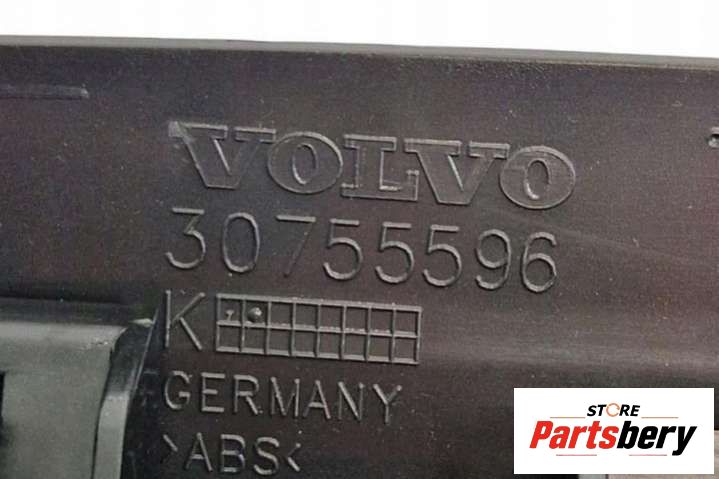 VOLVO
30755596
K
GERMANY
>ABS<
STORE
Partsbery